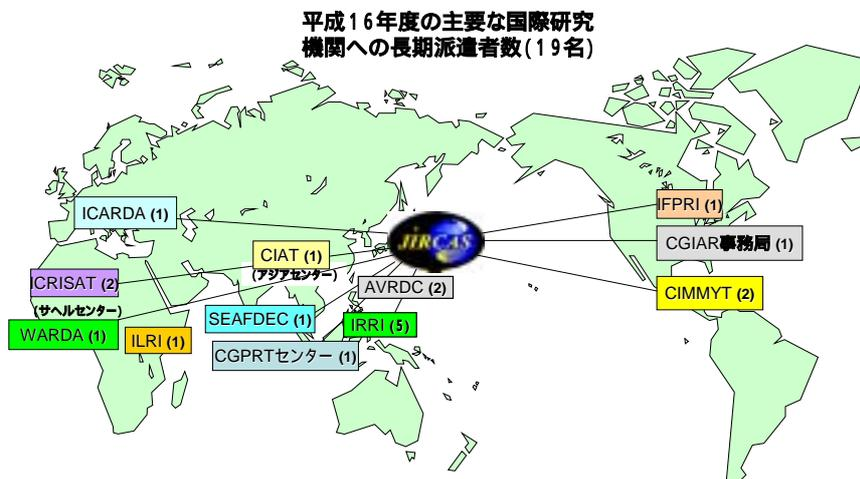 平成16年度の主要な国際研究
機関への長期派遣者数(19名)
ICARDA (1)
IFPRI (1)
JIRCAS
CGIAR事務局 (1)
CIAT (1)
(アジアセンター)
ICRISAT (2)
(サヘルセンター)
AVRDC (2)
CIMMYT (2)
SEAFDEC (1)
IRRI (5)
WARDA (1)
ILRI (1)
CGPRTセンター (1)